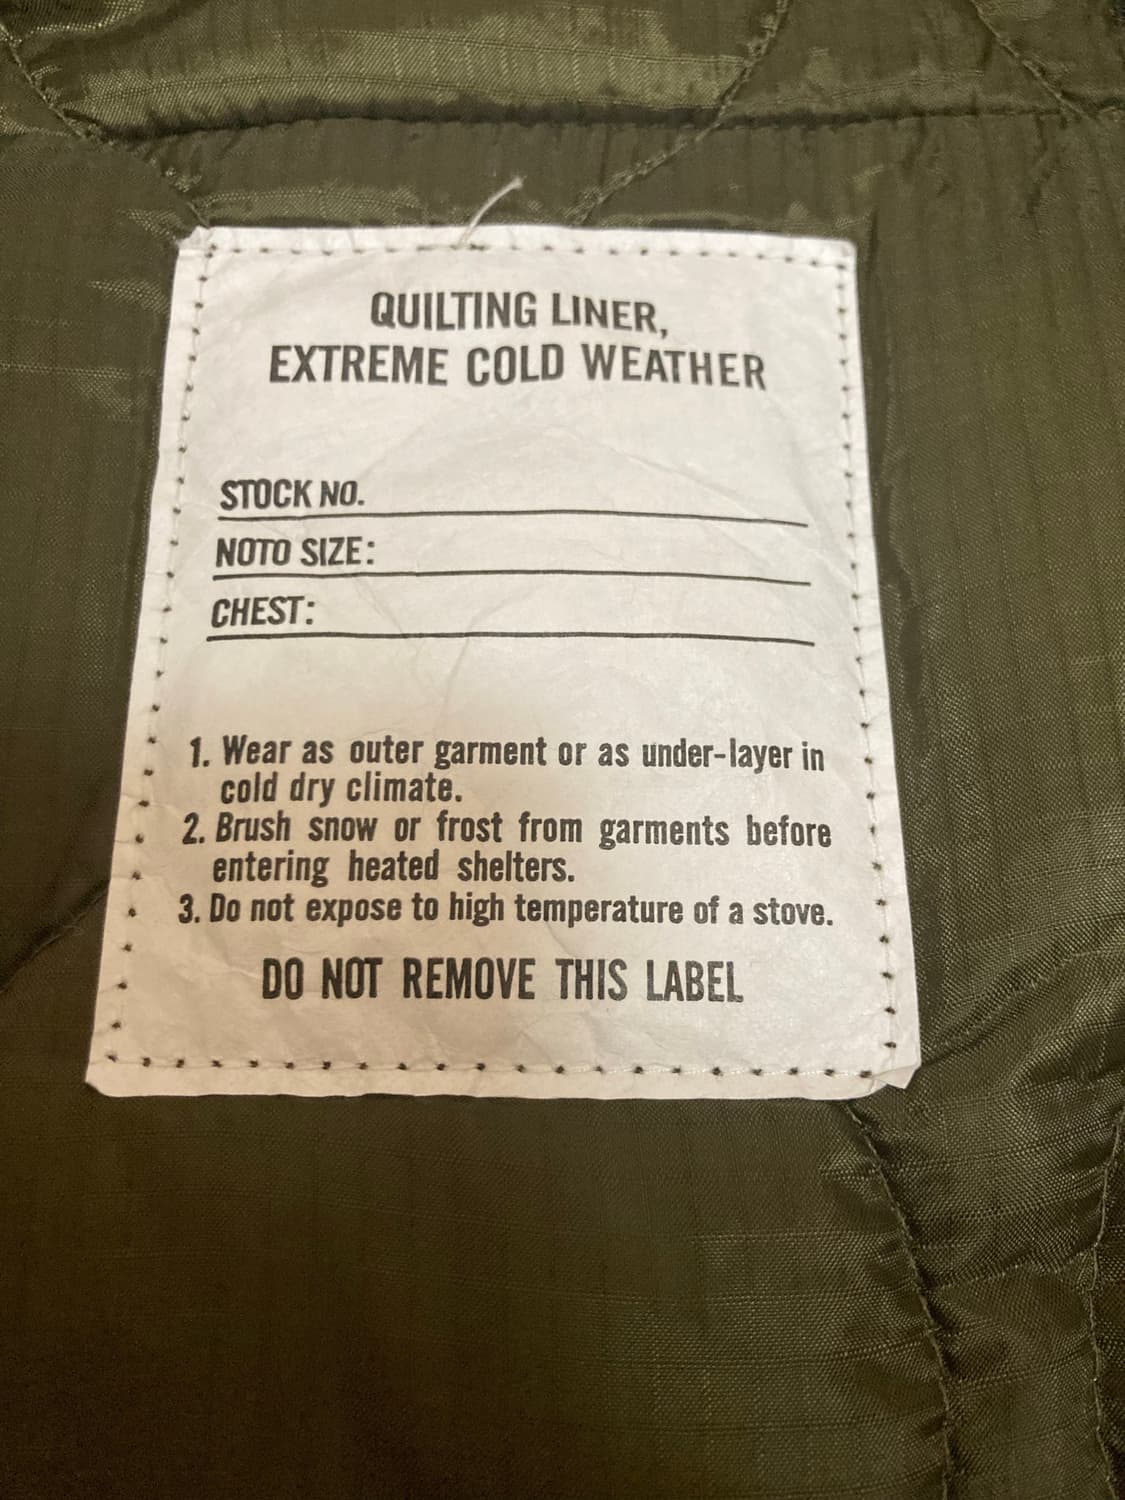 QUILTING LINER,
EXTREME COLD WEATHER
STOCK NO.
NOTO SIZE:
CHEST:
1. Wear as outer garment or as under-layer in
cold dry climate.
2. Brush snow or frost from garments before
entering heated shelters.
3. Do not expose to high temperature of a stove.
DO NOT REMOVE THIS LABEL